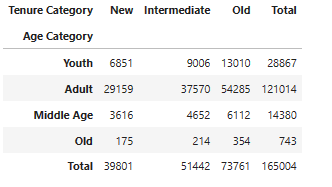 Tenure Category New Intermediate Old Total
Age Category
Youth 6851 9006 13010 28867
Adult 29159 37570 54285 121014
Middle Age 3616 4652 6112 14380
Old 175 214 354 743
Total 39801 51442 73761 165004